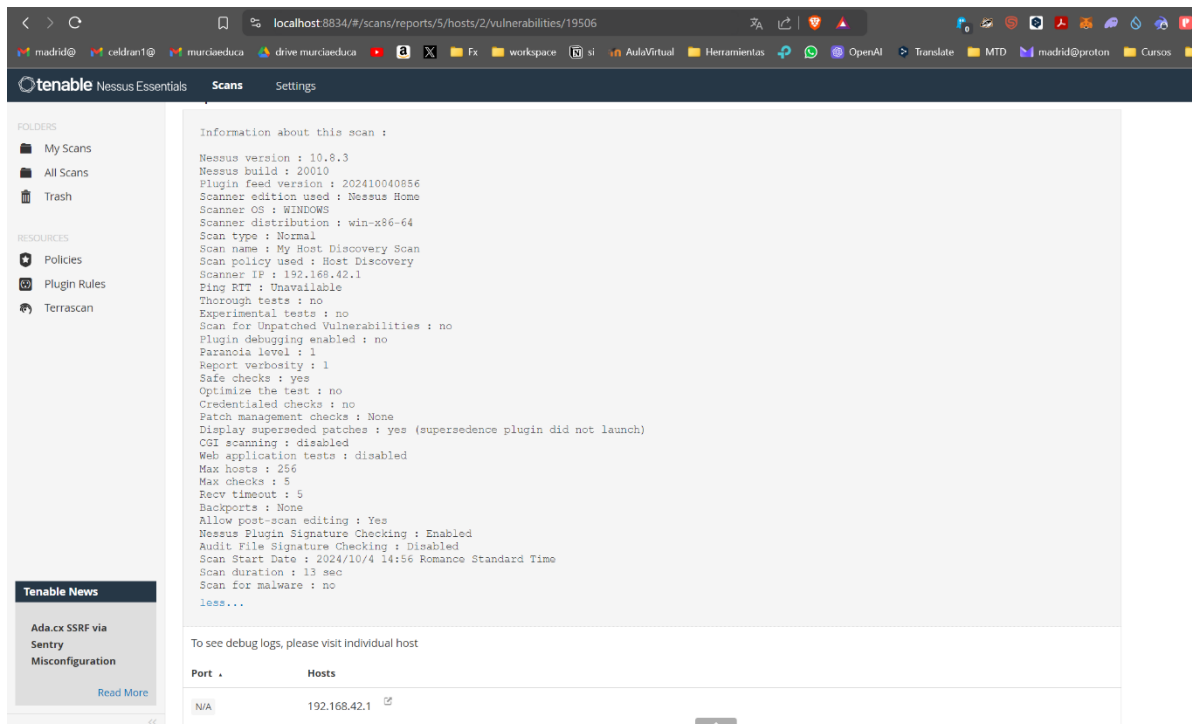 localhost:8834/#/scans/reports/5/hosts/2/vulnerabilities/19506
madrid@ celdran1@ murciaeduca drive murciaeduca Fx workspace si AulaVirtual Herramientas OpenAI Translate MTD madrid@proton Cursos
tenable Nessus Essentials Scans Settings
FOLDERS
My Scans
All Scans
Trash
RESOURCES
Policies
Plugin Rules
Terrascan
Information about this scan :
Nessus version : 10.8.3
Nessus build : 20010
Plugin feed version : 202410040856
Scanner edition used : Nessus Home
Scanner OS : WINDOWS
Scanner distribution : win-x86-64
Scan type : Normal
Scan name : My Host Discovery Scan
Scan policy used : Host Discovery
Scanner IP : 192.168.42.1
Ping RTT : Unavailable
Thorough tests : no
Experimental tests : no
Scan for Unpatched Vulnerabilities : no
Plugin debugging enabled : no
Paranoia level : 1
Report verbosity : 1
Safe checks : yes
Optimize the test : no
Credentialed checks : no
Patch management checks : None
Display superseded patches : yes (supersedence plugin did not launch)
CGI scanning : disabled
Web application tests : disabled
Max hosts : 256
Max checks : 5
Recv timeout : 5
Backports : None
Allow post-scan editing : Yes
Nessus Plugin Signature Checking : Enabled
Audit File Signature Checking : Disabled
Scan Start Date : 2024/10/4 14:56 Romance Standard Time
Scan duration : 13 sec
Scan for malware : no
less...
Tenable News
Ada.cx SSRF via
Sentry
Misconfiguration
Read More
To see debug logs, please visit individual host
Port Hosts
N/A 192.168.42.1